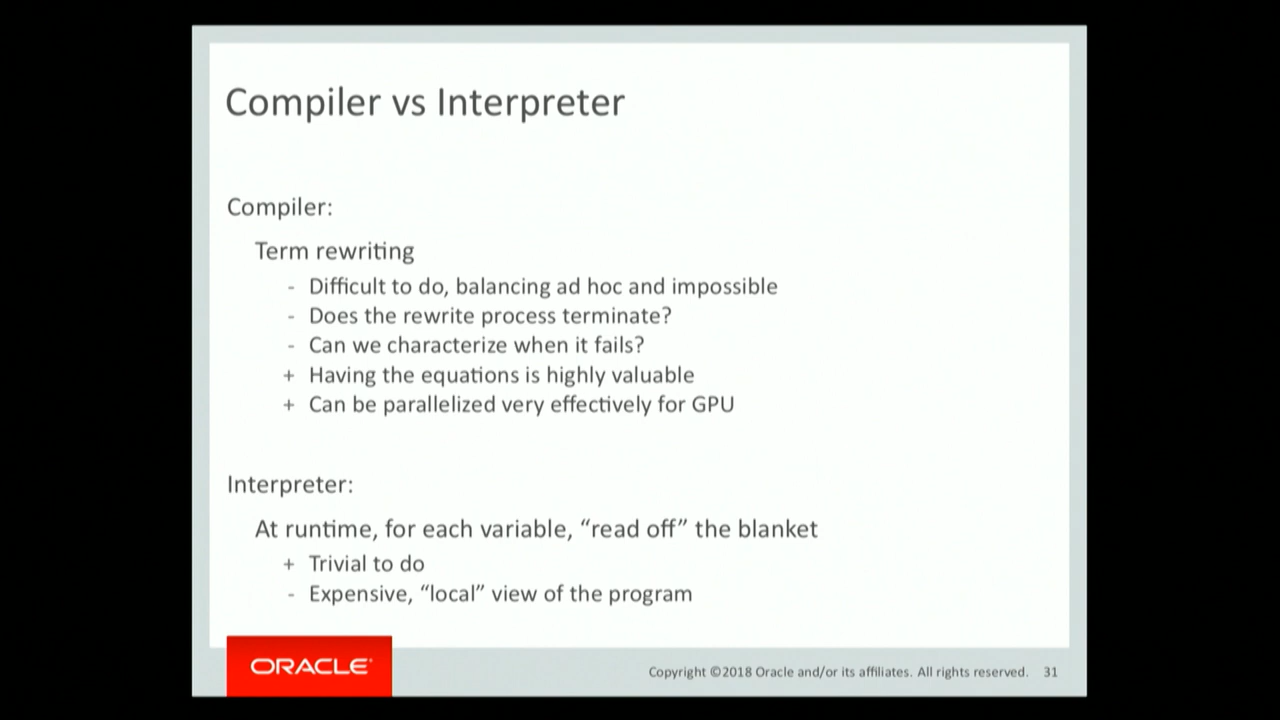 Compiler vs Interpreter
Compiler:
Term rewriting
- Difficult to do, balancing ad hoc and impossible
- Does the rewrite process terminate?
- Can we characterize when it fails?
+ Having the equations is highly valuable
+ Can be parallelized very effectively for GPU
Interpreter:
At runtime, for each variable, “read off” the blanket
+ Trivial to do
- Expensive, “local” view of the program
ORACLE®
Copyright ©2018 Oracle and/or its affiliates. All rights reserved. 31